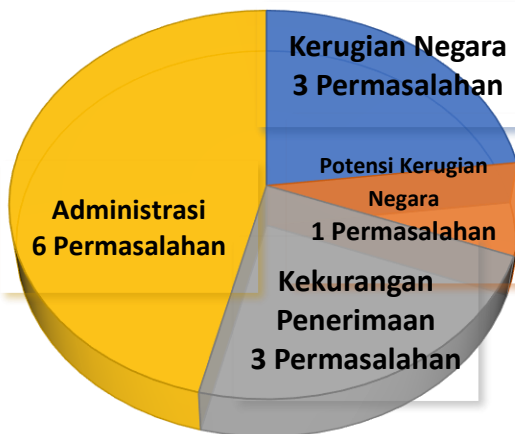 Kerugian Negara
3 Permasalahan
Potensi Kerugian
Negara
1 Permasalahan
Kekurangan
Penerimaan
3 Permasalahan
Administrasi
6 Permasalahan